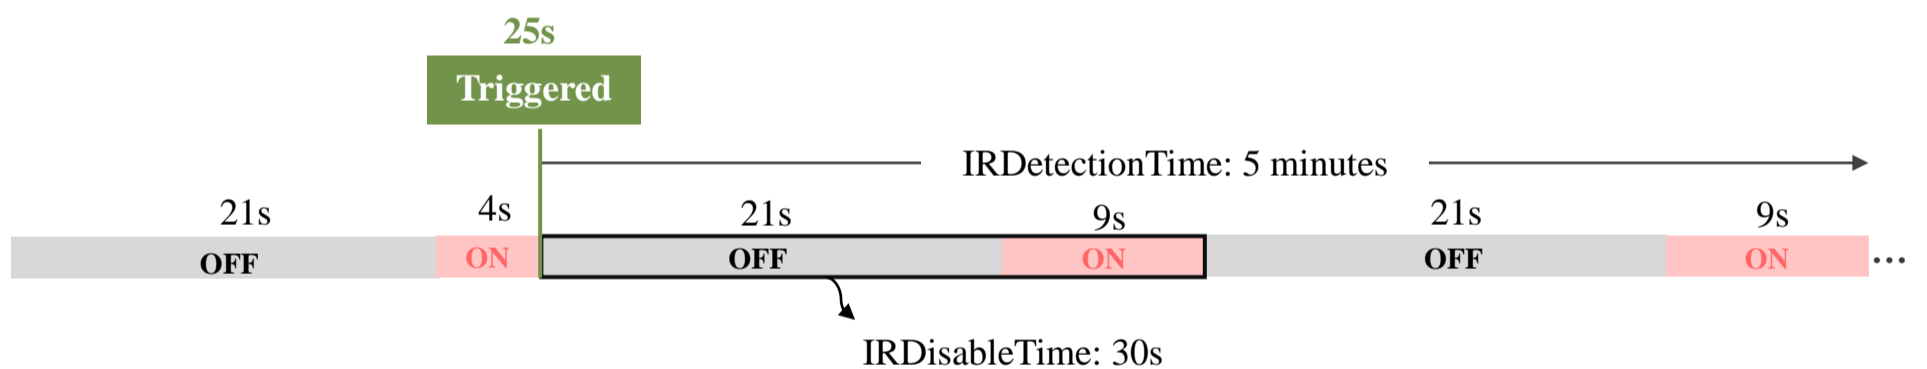 25s
Triggered
IRDetectionTime: 5 minutes
21s 4s 21s 9s 21s 9s
OFF ON OFF ON OFF ON ...
IRDisableTime: 30s